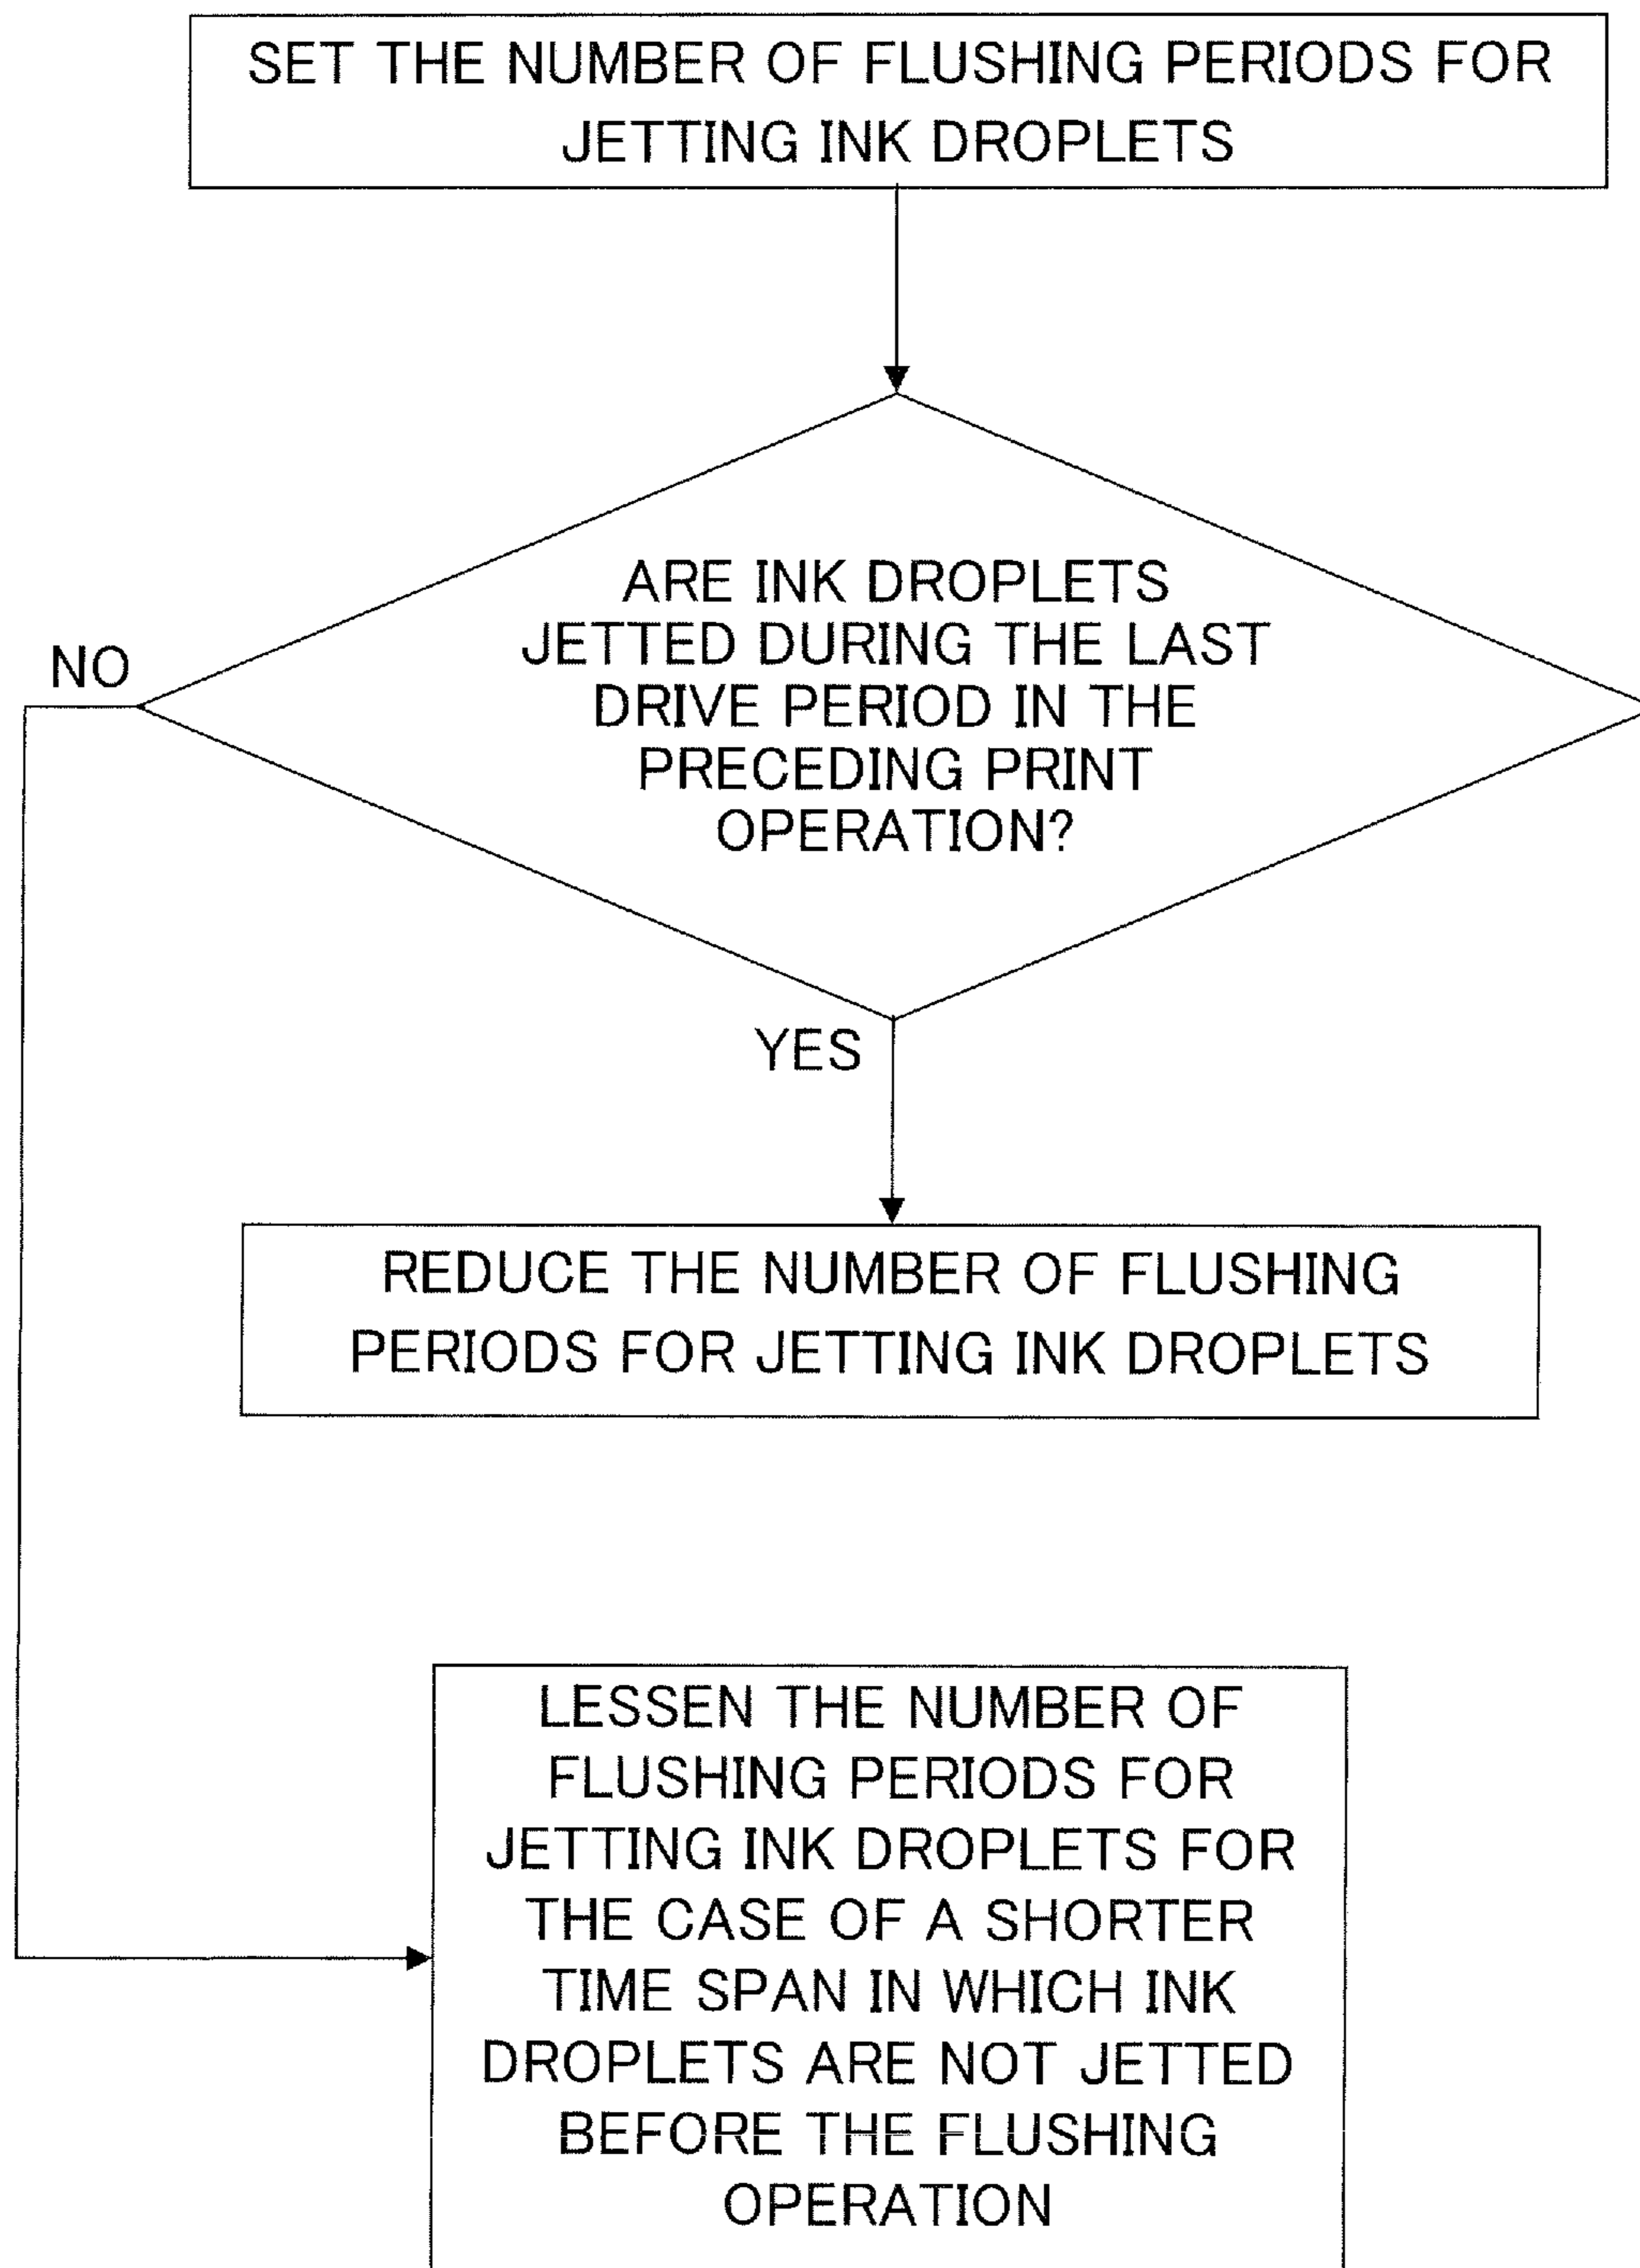 SET THE NUMBER OF FLUSHING PERIODS FOR
JETTING INK DROPLETS
ARE INK DROPLETS
JETTED DURING THE LAST
DRIVE PERIOD IN THE
PRECEDING PRINT
OPERATION?
NO
YES
REDUCE THE NUMBER OF FLUSHING
PERIODS FOR JETTING INK DROPLETS
LESSEN THE NUMBER OF
FLUSHING PERIODS FOR
JETTING INK DROPLETS FOR
THE CASE OF A SHORTER
TIME SPAN IN WHICH INK
DROPLETS ARE NOT JETTED
BEFORE THE FLUSHING
OPERATION